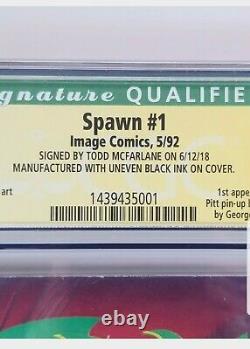 gnature QUALIFIE
Spawn #1
Image Comics, 5/92
SIGNED BY TODD MCFARLANE ON 6/12/18
MANUFACTURED WITH UNEVEN BLACK INK ON COVER.
art
1st appe
Pitt pin-up b
by George
1439435001
ebay